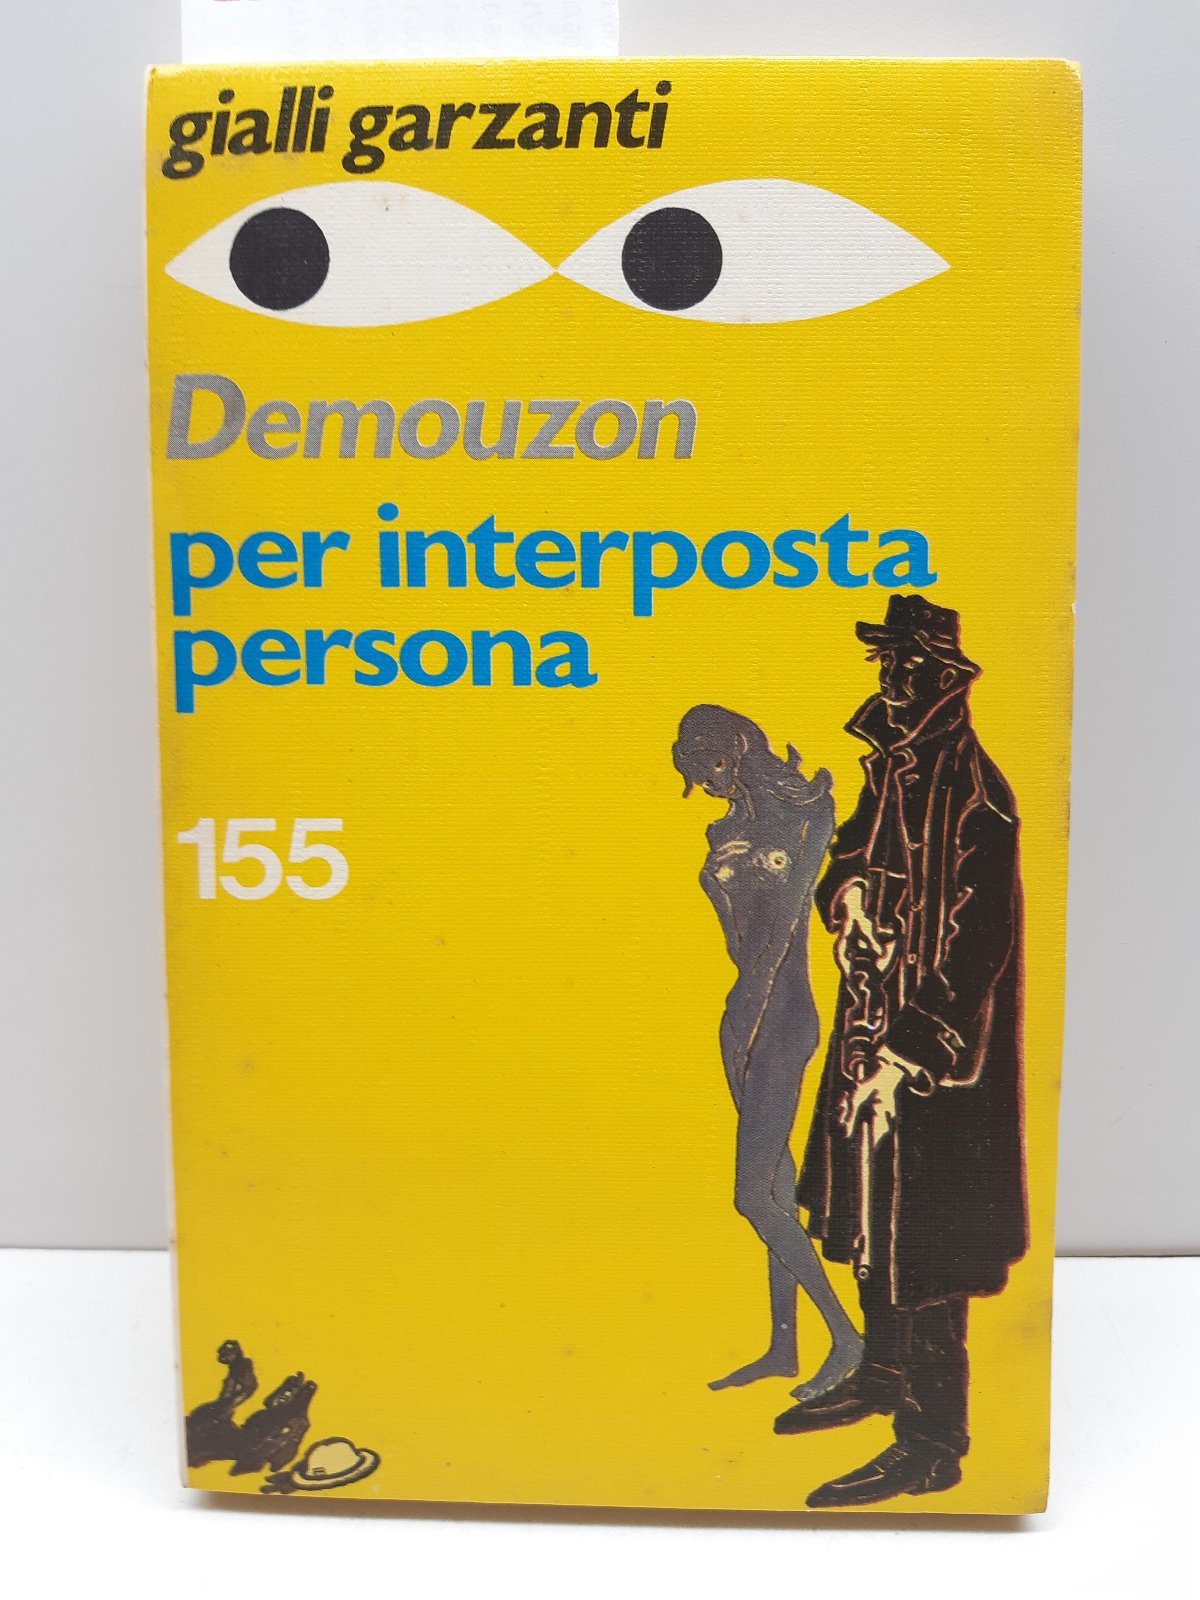 gialli garzanti
Demouzon
per interposta
persona
155